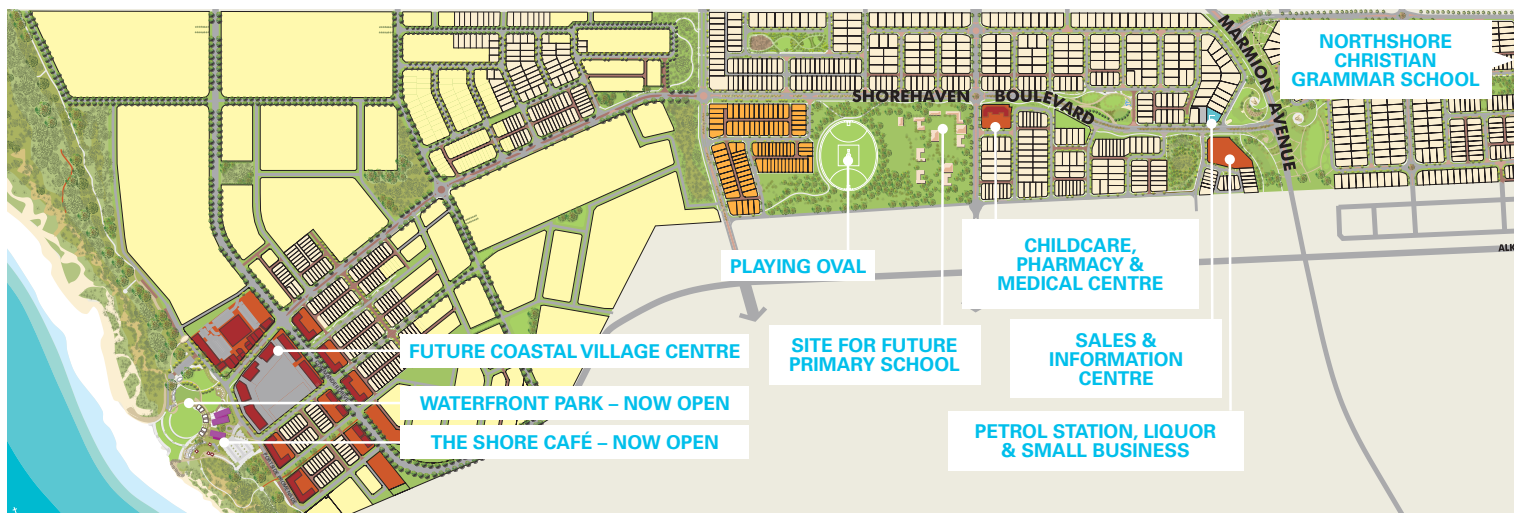 MARMION AVENUE
NORTHSHORE
CHRISTIAN
GRAMMAR SCHOOL
SHOREHAVEN BOULEVARD
ALK
PLAYING OVAL
CHILDCARE,
PHARMACY &
MEDICAL CENTRE
SITE FOR FUTURE
PRIMARY SCHOOL
SALES &
INFORMATION
CENTRE
FUTURE COASTAL VILLAGE CENTRE
WATERFRONT PARK – NOW OPEN
THE SHORE CAFÉ – NOW OPEN
PETROL STATION, LIQUOR
& SMALL BUSINESS